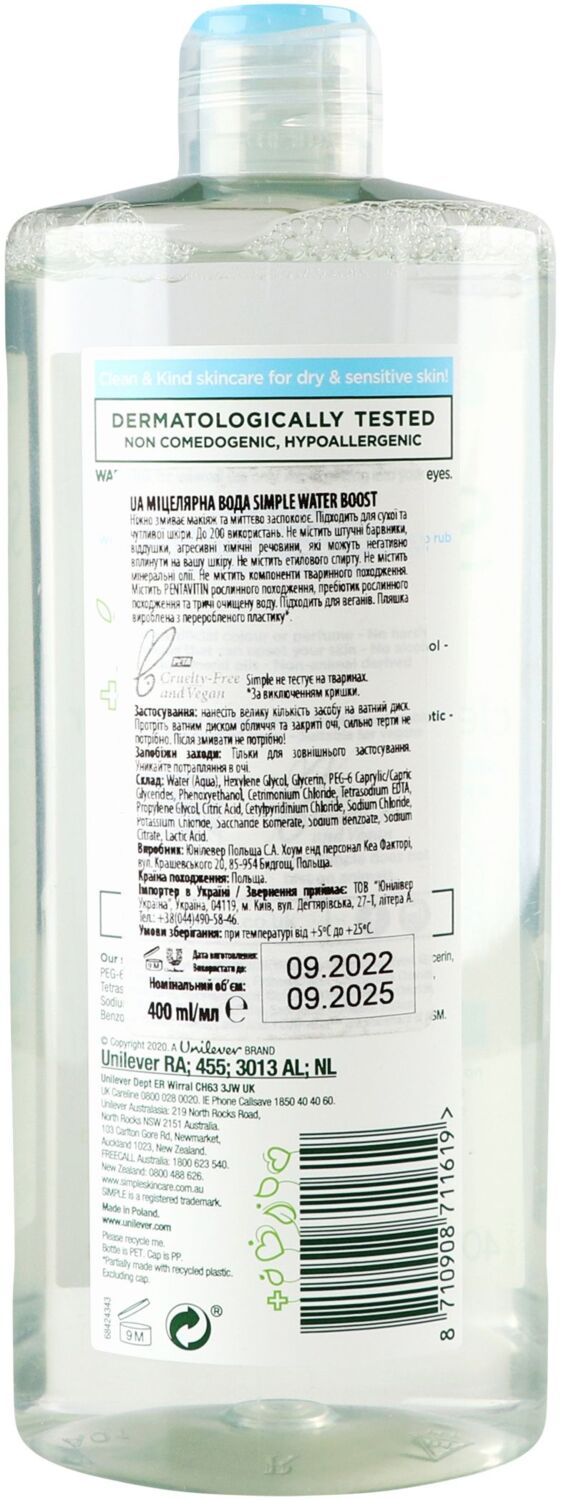 Clean & Kind skincare for dry & sensitive skin!
DERMATOLOGICALLY TESTED
NON COMEDOGENIC, HYPOALLERGENIC
eyes.
UA МІЦЕЛЯРНА ВОДА SIMPLE WATER BOOST
Ніжно змиває макіяж та миттєво заспокоює. Підходить для сухої та
чутливої шкіри. До 200 використань. Не містить штучні барвники,
віддушки, агресивні хімічні речовини, які можуть негативно
вплинути на вашу шкіру. Не містить етилового спирту. Не містить
мінеральні олії. Не містить компоненти тваринного походження.
Містить PENTAVITIN рослинного походження, пребіотик рослинного
походження та тричі очищену воду. Підходить для веганів. Пляшка
вироблена з переробленого пластику*.
PETA
Cruelty-Free
and Vegan
Simple не тестує на тваринах.
*За виключенням кришки.
Застосування: нанесіть велику кількість засобу на ватний диск.
Протріть ватним диском обличчя та закриті очі, сильно терти не
потрібно. Після змивати не потрібно!
Запобіжні заходи: Тільки для зовнішнього застосування.
Уникайте потрапляння в очі.
Склад: Water (Aqua), Hexylene Glycol, Glycerin, PEG-6 Caprylic/Capric
Glycerides, Phenoxyethanol, Cetrimonium Chloride, Tetrasodium EDTA,
Propylene Glycol, Citric Acid, Cetylpyridinium Chloride, Sodium Chloride,
Potassium Chloride, Saccharide Isomerate, Sodium Benzoate, Sodium
Citrate, Lactic Acid.
Виробник: Юнілевер Польща С.А. Хоум енд персонал Кеа Факторі,
вул. Крашевського 20, 85-954 Бидгощ, Польща.
Країна походження: Польща.
Імпортер в Україні / Звернення приймає: ТОВ "Юнілівер
Україна", Україна, 04119, м. Київ, вул. Дегтярівська, 27-Т, літера А.
Тел.: +38(044)490-58-46.
Умови зберігання: при температурі від +5°С до +25°С.
9 M
Дата виготовлення:
Використати до:
09.2022
09.2025
Номінальний об'єм:
400 ml/мл ℮
© Copyright 2020. A Unilever BRAND
Unilever RA; 455; 3013 AL; NL
Unilever Dept ER Wirral CH63 3JW UK
UK Careline 0800 028 0020. IE Phone Callsave 1850 40 40 60.
Unilever Australasia: 219 North Rocks Road,
North Rocks NSW 2151 Australia.
103 Carlton Gore Rd, Newmarket,
Auckland 1023, New Zealand.
FREECALL Australia: 1800 623 540.
New Zealand: 0800 488 626.
www.simpleskincare.com.au
SIMPLE is a registered trademark.
Made in Poland.
www.unilever.com
Please recycle me.
Bottle is PET. Cap is PP.
*Partially made with recycled plastic.
Excluding cap.
68424343
9 M
®
8 710908 711619 >